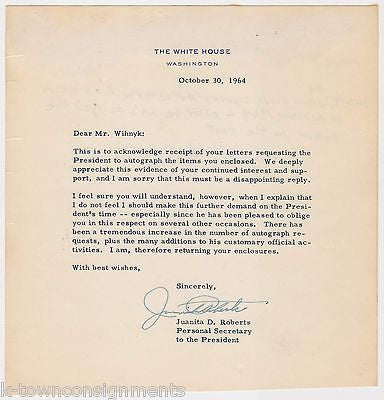 THE WHITE HOUSE
WASHINGTON
October 30, 1964
Dear Mr. Wihnyk:
This is to acknowledge receipt of your letters requesting the
President to autograph the items you enclosed. We deeply
appreciate this evidence of your continued interest and sup-
port, and I am sorry that this must be a disappointing reply.
I feel sure you will understand, however, when I explain that
I do not feel I should make this further demand on the Presi-
dent's time -- especially since he has been pleased to oblige
you in this respect on several other occasions. There has
been a tremendous increase in the number of autograph re-
quests, plus the many additions to his customary official ac-
tivities. I am, therefore returning your enclosures.
With best wishes,
Sincerely,
Juanita D. Roberts
Personal Secretary
to the President
k-townconsignments